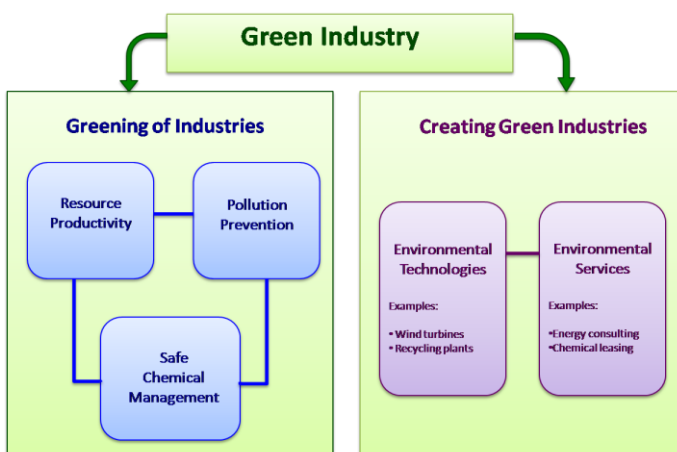 Green Industry
Greening of Industries
Resource
Productivity
Pollution
Prevention
Safe
Chemical
Management
Creating Green Industries
Environmental
Technologies
Examples:
• Wind turbines
• Recycling plants
Environmental
Services
Examples:
•Energy consulting
•Chemical leasing